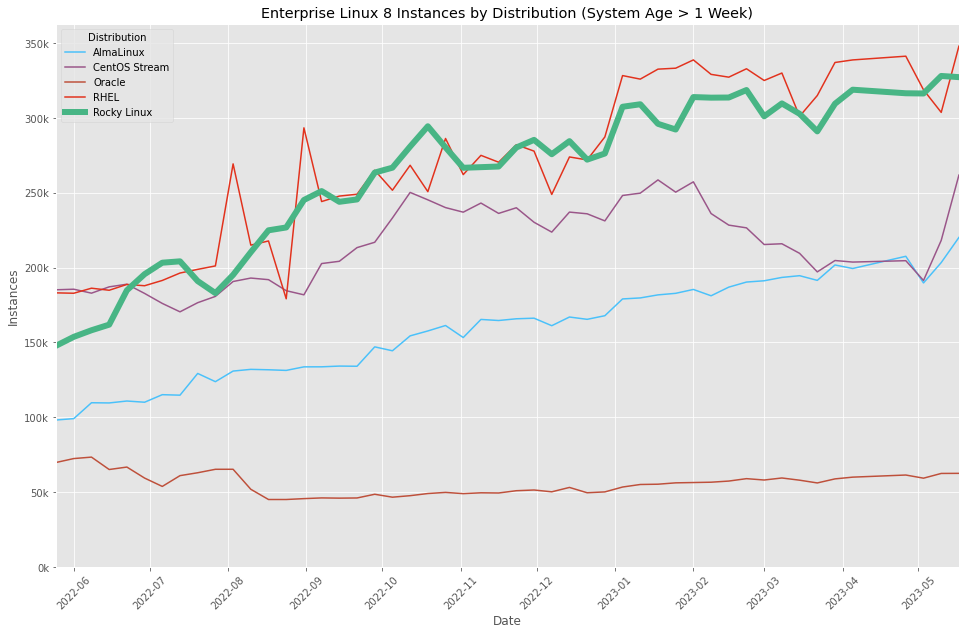 Enterprise Linux 8 Instances by Distribution (System Age > 1 Week)
Distribution
AlmaLinux
CentOS Stream
Oracle
RHEL
Rocky Linux
350k
300k
250k
200k
150k
100k
50k
0k
Instances
2022-06
2022-07
2022-08
2022-09
2022-10
2022-11
2022-12
2023-01
2023-02
2023-03
2023-04
2023-05
Date